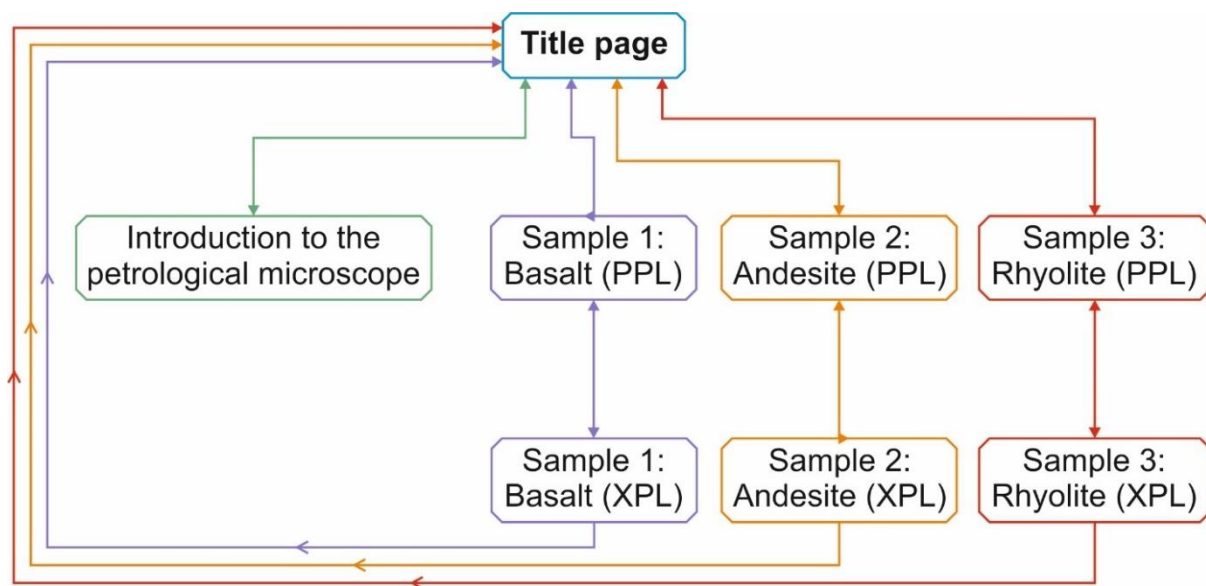 Title page
Introduction to the
petrological microscope
Sample 1:
Basalt (PPL)
Sample 2:
Andesite (PPL)
Sample 3:
Rhyolite (PPL)
Sample 1:
Basalt (XPL)
Sample 2:
Andesite (XPL)
Sample 3:
Rhyolite (XPL)